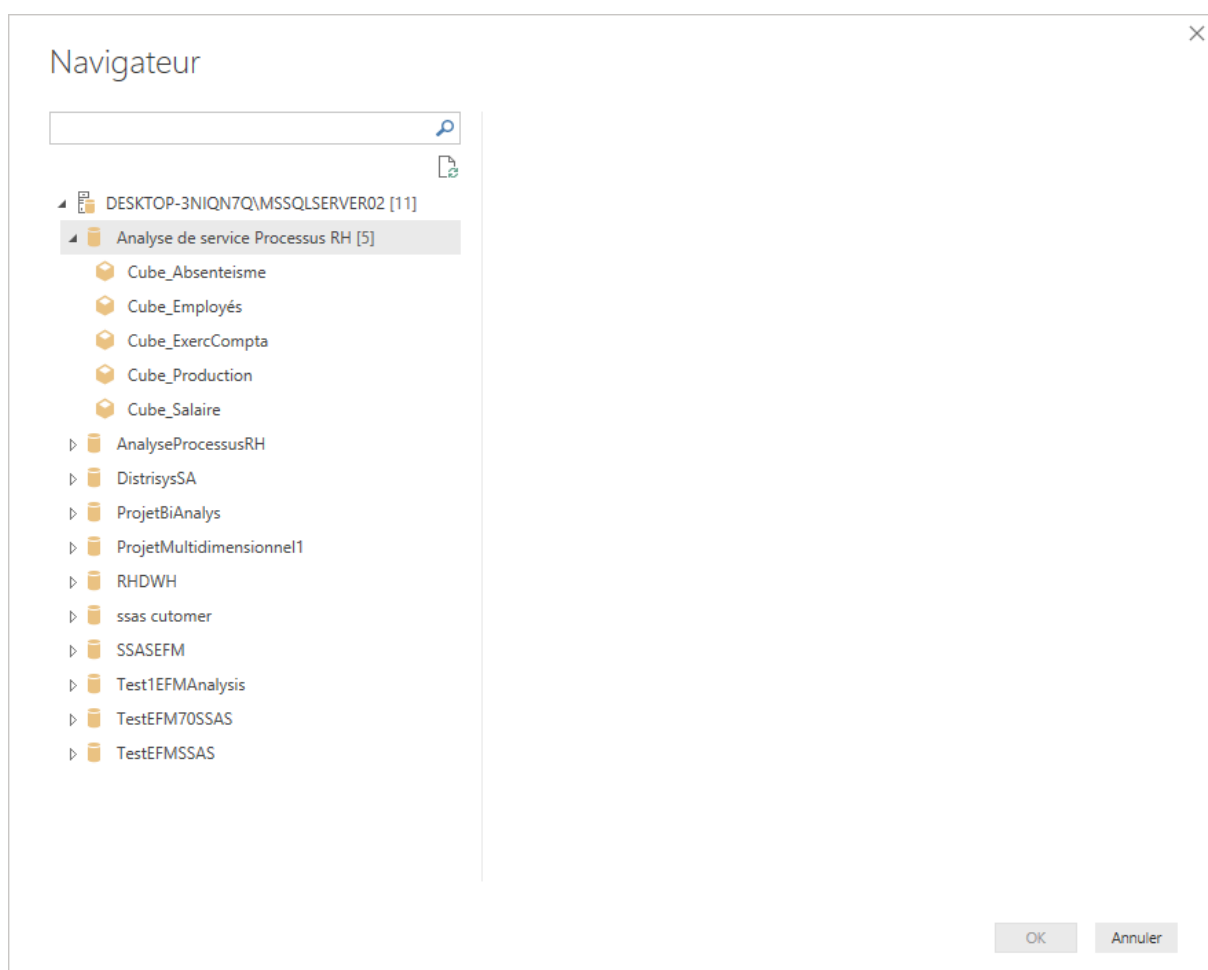 Navigateur
DESKTOP-3NIQN7Q\MSSQLSERVER02 [11]
Analyse de service Processus RH [5]
Cube_Absenteisme
Cube_Employés
Cube_ExercCompta
Cube_Production
Cube_Salaire
AnalyseProcessusRH
DistrisysSA
ProjetBiAnalys
ProjetMultidimensionnel1
RHDWH
ssas cutomer
SSASEFM
Test1EFMAnalysis
TestEFM70SSAS
TestEFMSSAS
OK Annuler